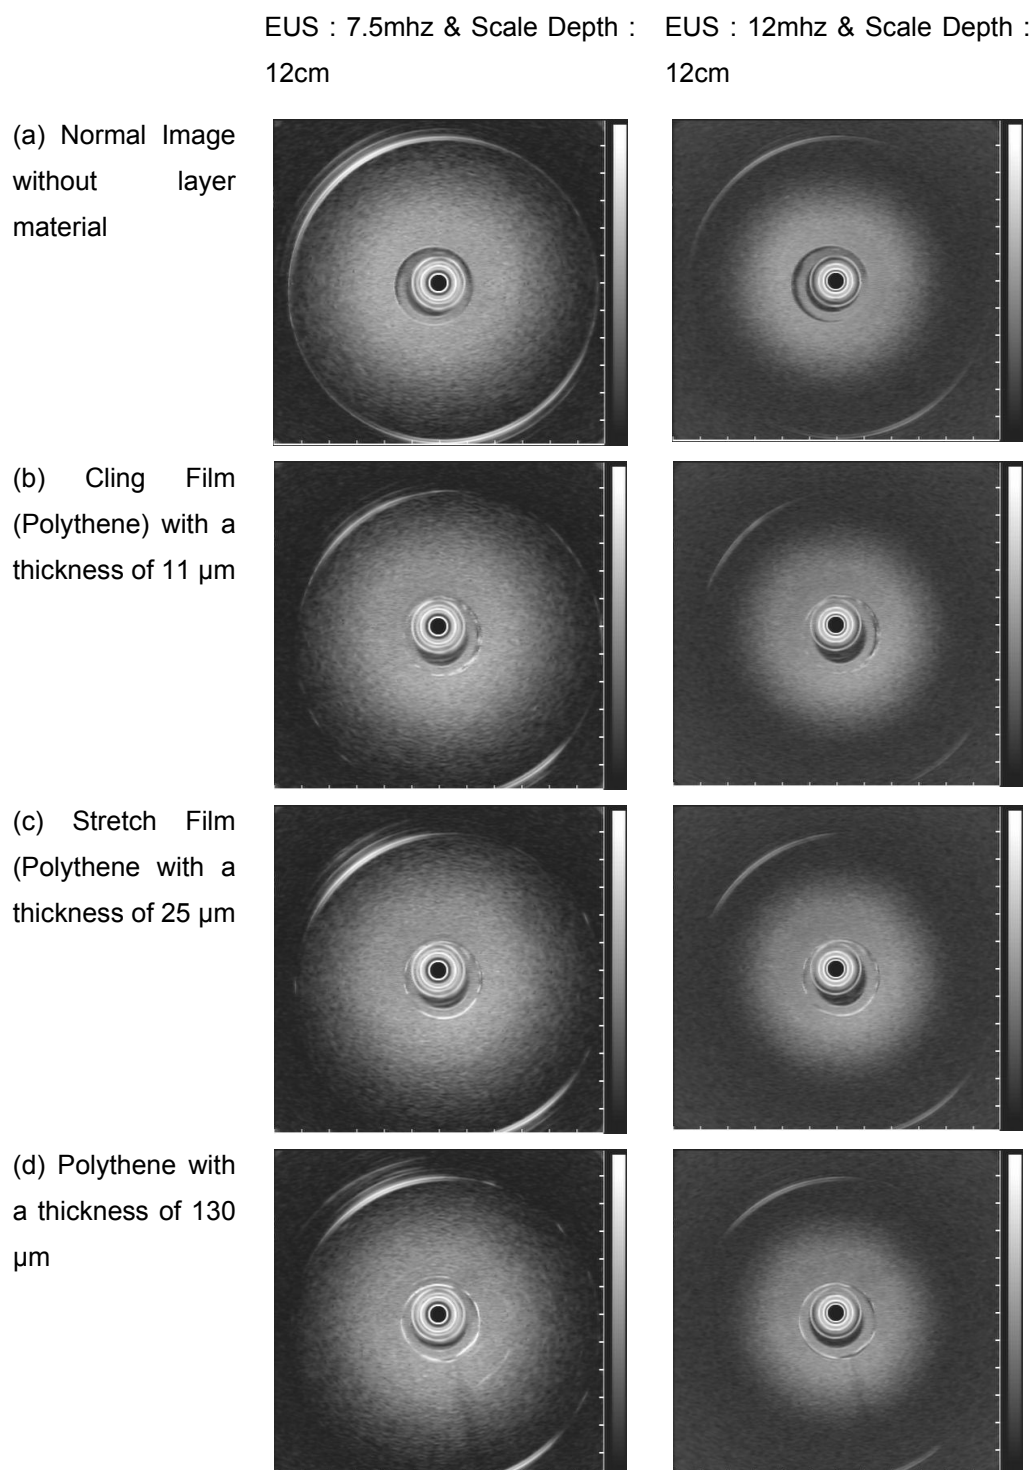 EUS : 7.5mhz & Scale Depth :
12cm
EUS : 12mhz & Scale Depth :
12cm
(a) Normal Image
without layer
material
(b) Cling Film
(Polythene) with a
thickness of 11 µm
(c) Stretch Film
(Polythene with a
thickness of 25 µm
(d) Polythene with
a thickness of 130
µm